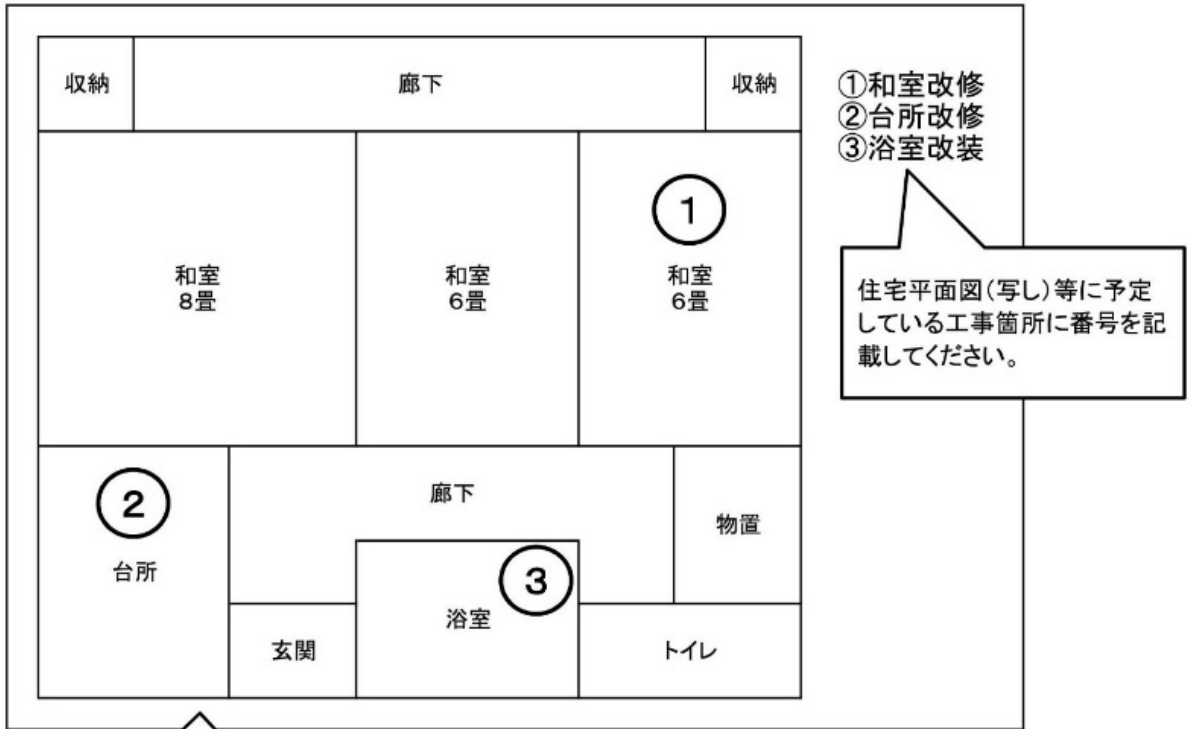 収納
廊下
収納
①和室改修
②台所改修
③浴室改装
①
和室
8畳
和室
6畳
和室
6畳
住宅平面図(写し)等に予定
している工事箇所に番号を記
載してください。
②
台所
廊下
物置
③
浴室
玄関
トイレ